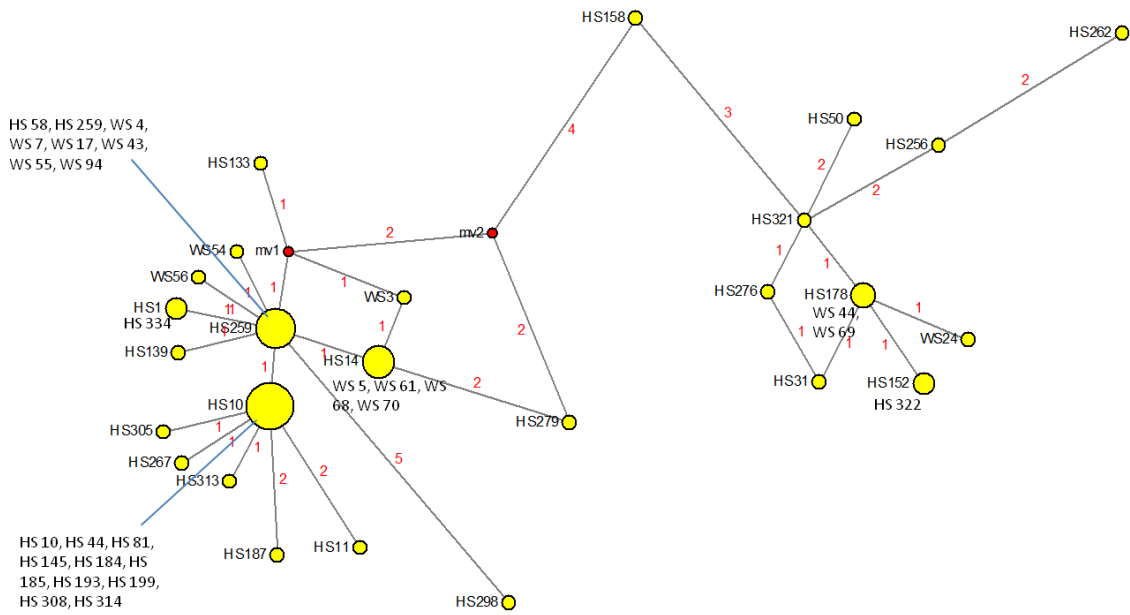 HS158
HS262
2
3
HS50
4
HS 58, HS 259, WS 4,
WS 7, WS 17, WS 43,
WS 55, WS 94
HS256
HS133
2
2
1
HS321
2
mv2
WS54
mv1
1
1
WS56
1
1
1
HS276
HS178
WS3
HS1
11
HS 334
HS259
WS 44,
WS 69
1
1
2
1
1
1
WS24
HS139
1
1
HS14
1
HS31
HS152
WS 5, WS 61, WS
68, WS 70
2
HS 322
HS10
HS279
1
HS305
1
1
HS267
5
2
2
HS313
HS 10, HS 44, HS 81,
HS 145, HS 184, HS
185, HS 193, HS 199,
HS 308, HS 314
HS187
HS11
HS298